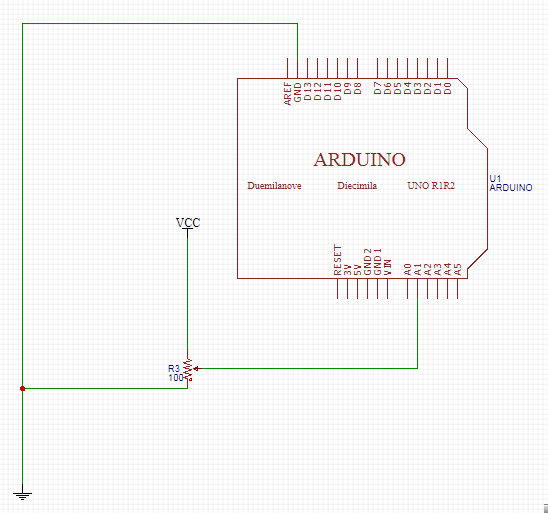 AREF
GND
D13
D12
D11
D10
D9
D8
D7
D6
D5
D4
D3
D2
D1
D0
ARDUINO
Duemilanove
Diecimila
UNO R1R2
U1
ARDUINO
VCC
RESET
3V
5V
GND2
GND1
VIN
A0
A1
A2
A3
A4
A5
R3
100